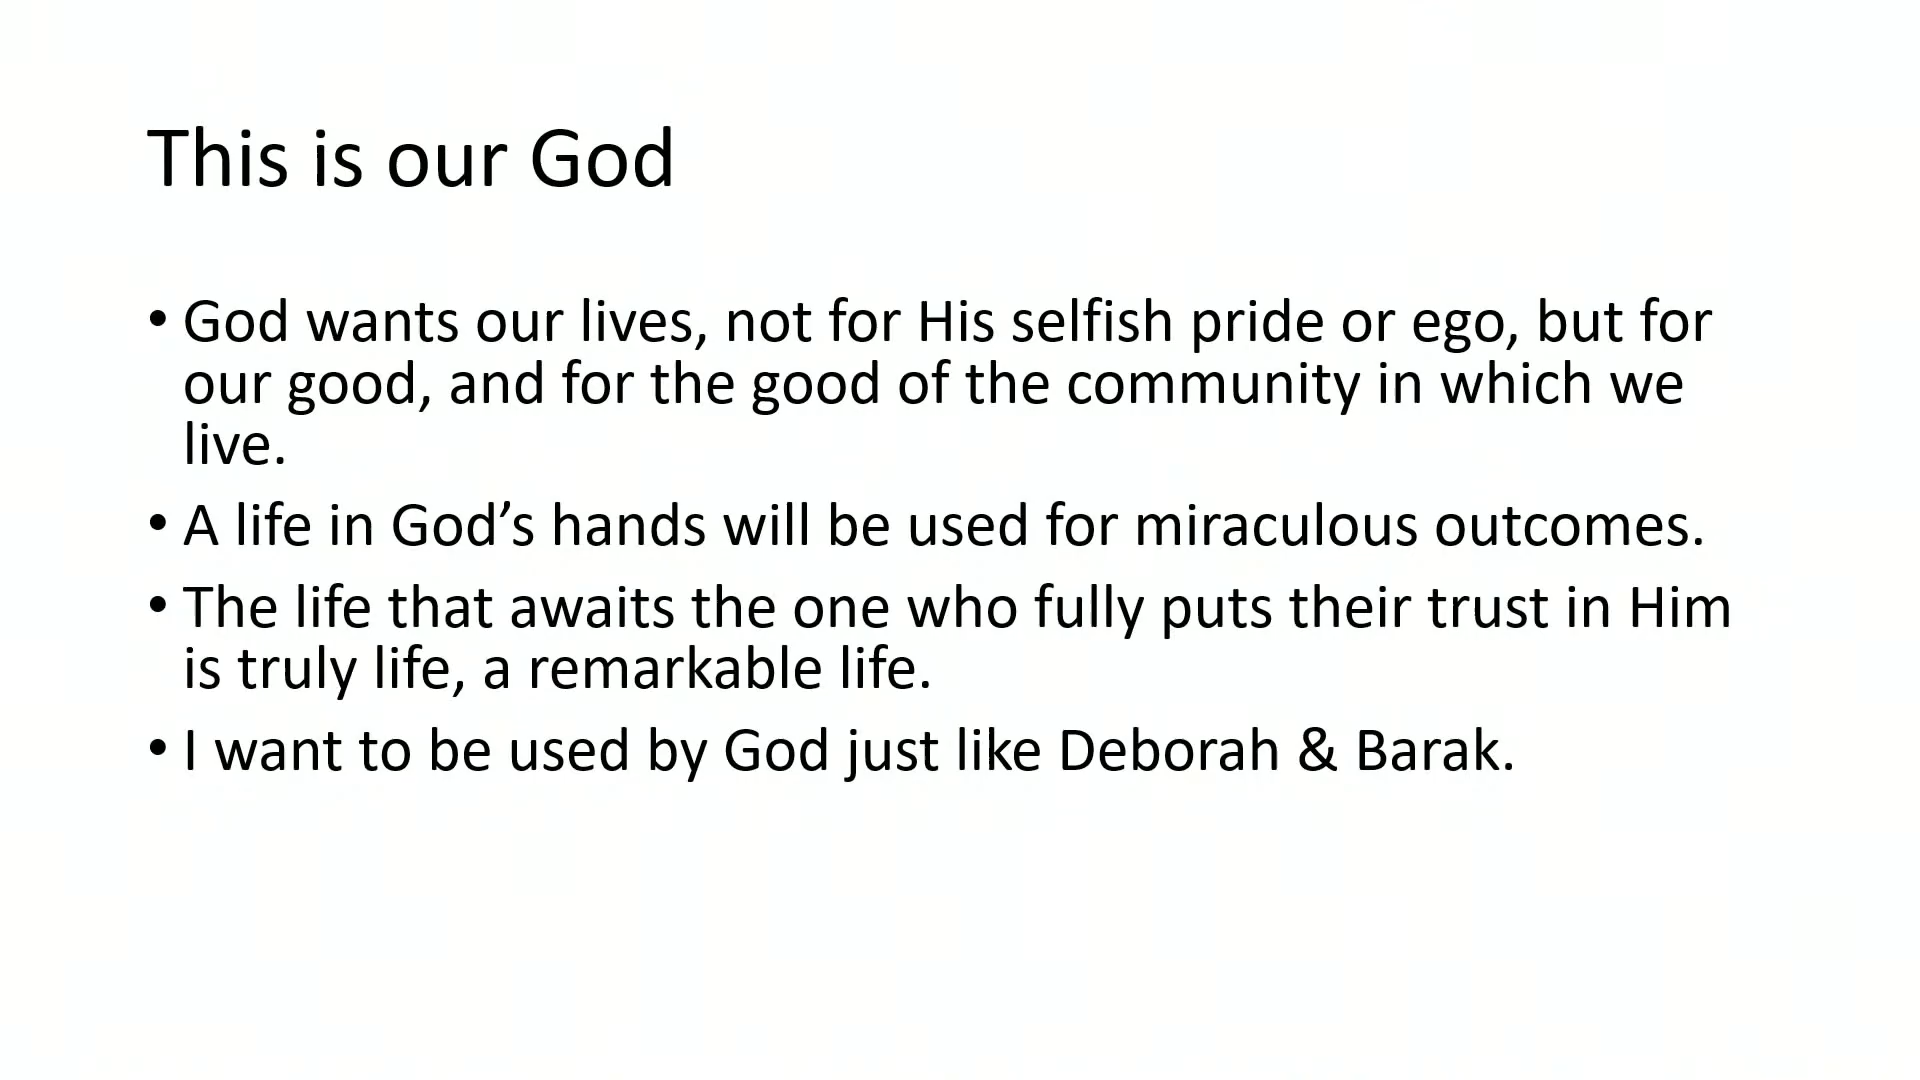 This is our God
• God wants our lives, not for His selfish pride or ego, but for
our good, and for the good of the community in which we
live.
• A life in God’s hands will be used for miraculous outcomes.
• The life that awaits the one who fully puts their trust in Him
is truly life, a remarkable life.
• I want to be used by God just like Deborah & Barak.